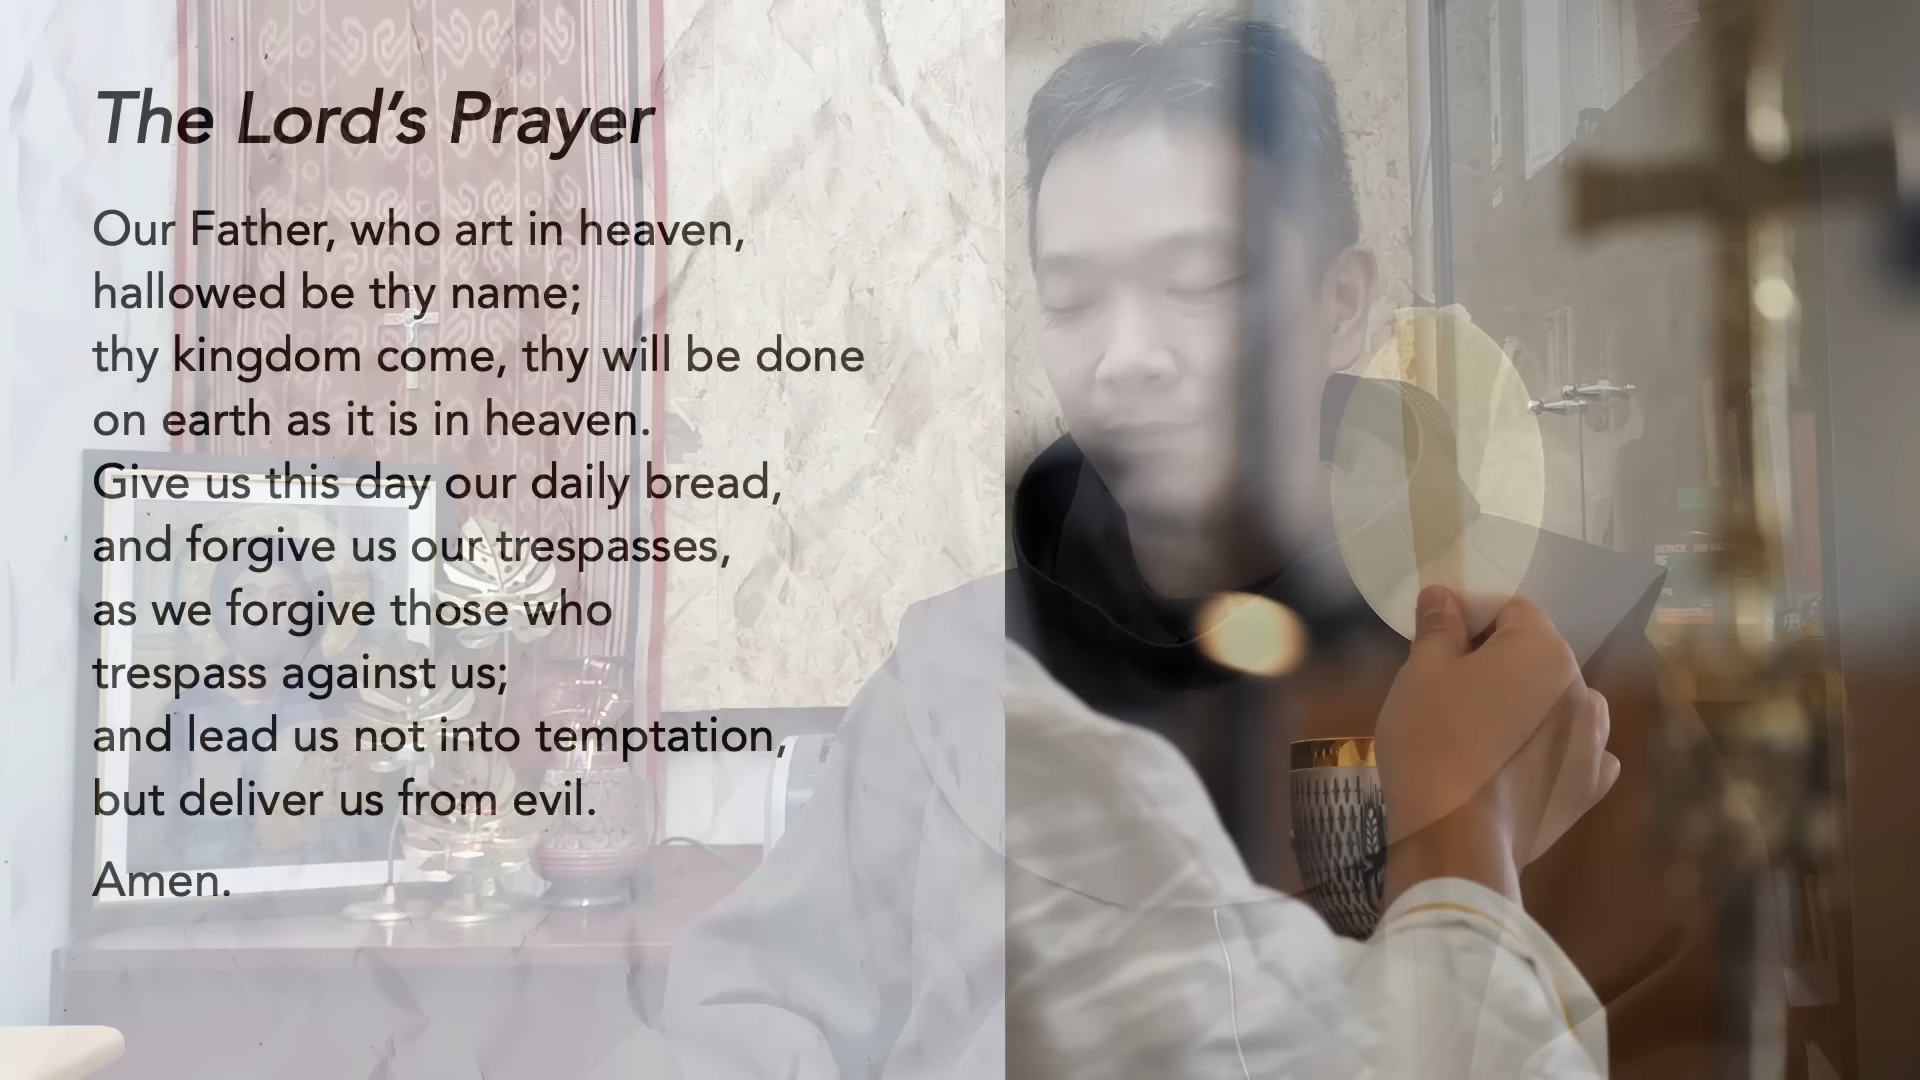 The Lord’s Prayer
Our Father, who art in heaven,
hallowed be thy name;
thy kingdom come, thy will be done
on earth as it is in heaven.
Give us this day our daily bread,
and forgive us our trespasses,
as we forgive those who
trespass against us;
and lead us not into temptation,
but deliver us from evil.
Amen.